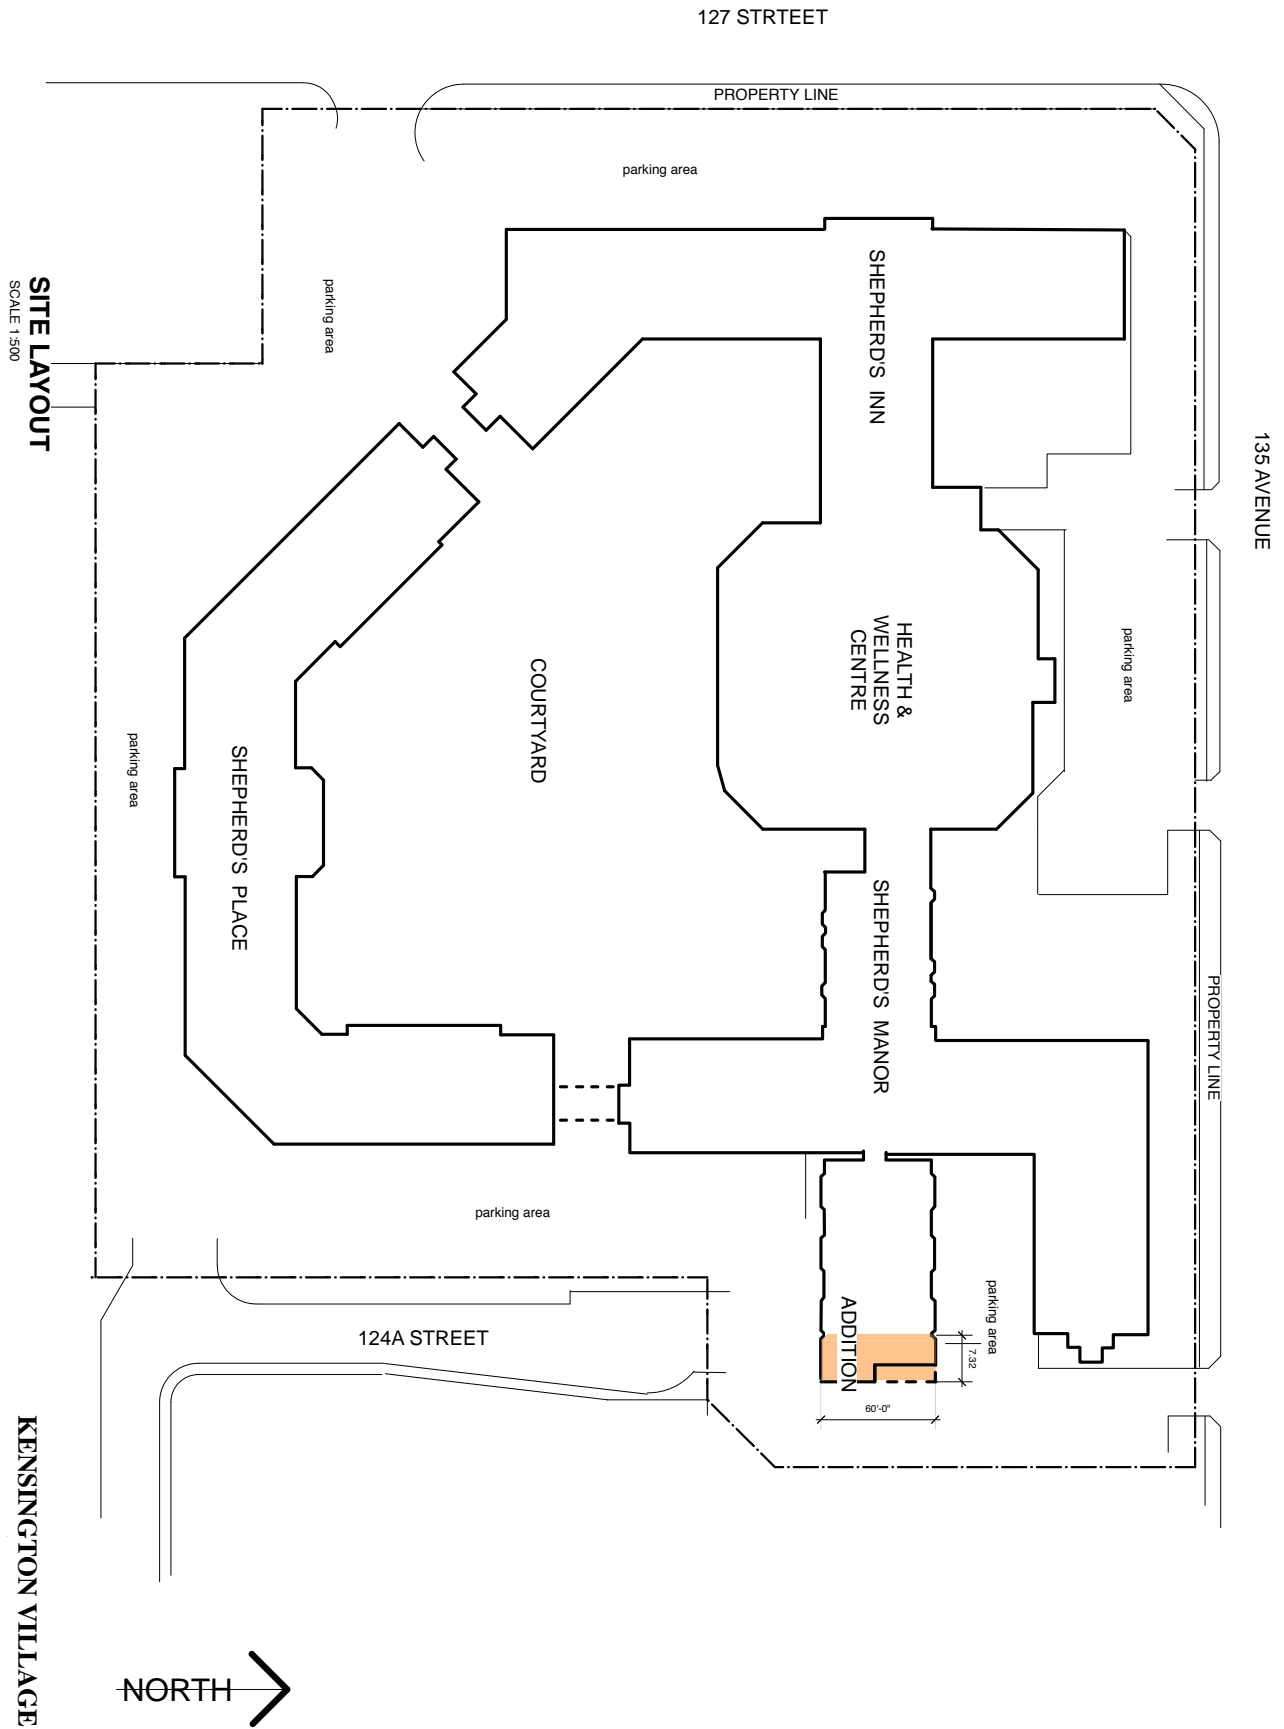 127 STRTEET
PROPERTY LINE
parking area
SHEPERD'S INN
parking area
SITE LAYOUT
SCALE 1:500
135 AVENUE
HEALTH &
WELLNESS
CENTRE
parking area
COURTYARD
parking area
SHEPHERD'S PLACE
SHEPHERD'S MANOR
PROPERTY LINE
parking area
parking area
ADDITION
7.32
60'-0"
124A STREET
KENSINGTON VILLAGE
NORTH